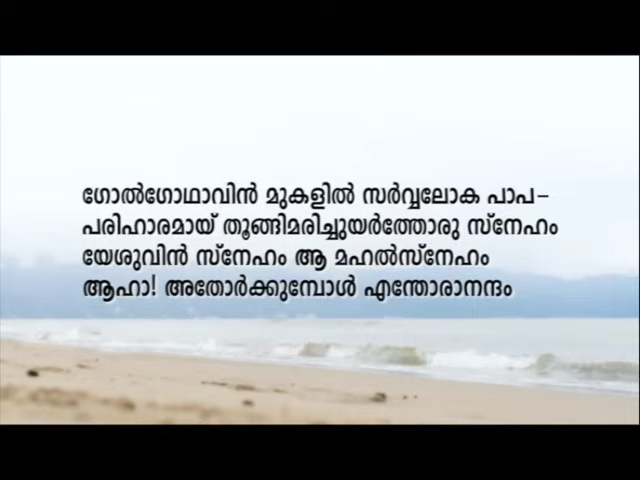 ഗോൽഗോഥാവിൻ മുകളിൽ സർവ്വലോക പാപ-
പരിഹാരമായ് തൂങ്ങിമരിച്ചുയർത്തോരു സ്നേഹം
യേശുവിൻ സ്നേഹം ആ മഹൽസ്നേഹം
ആഹാ! അതോർക്കുമ്പോൾ എന്തോരാനന്ദം